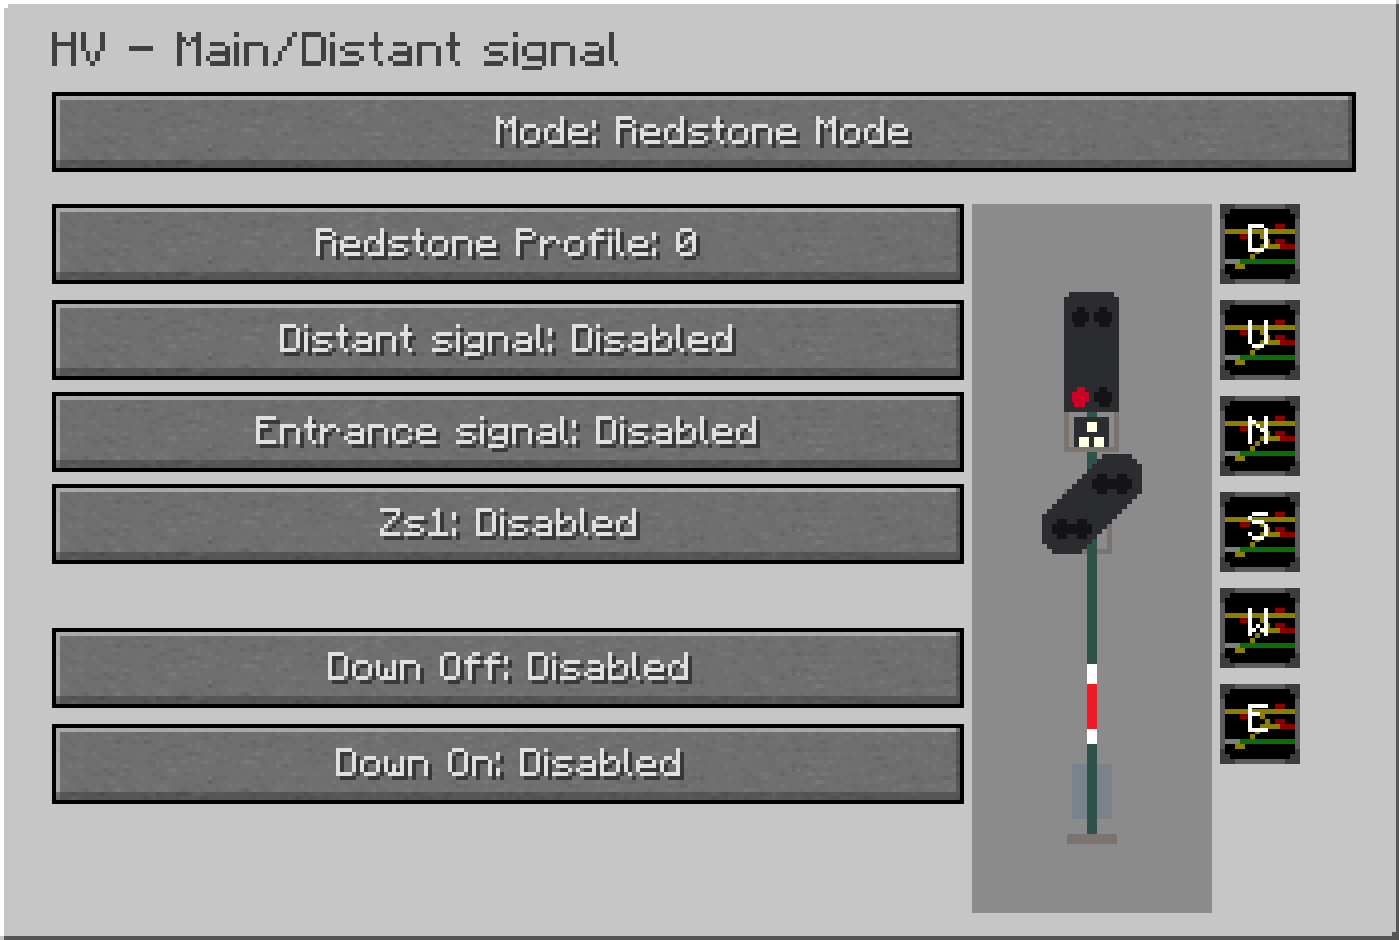 HV - Main/Distant signal
Mode: Redstone Mode
Redstone Profile: 0
Distant signal: Disabled
Entrance signal: Disabled
Zs1: Disabled
Down Off: Disabled
Down On: Disabled
D
U
N
S
W
E